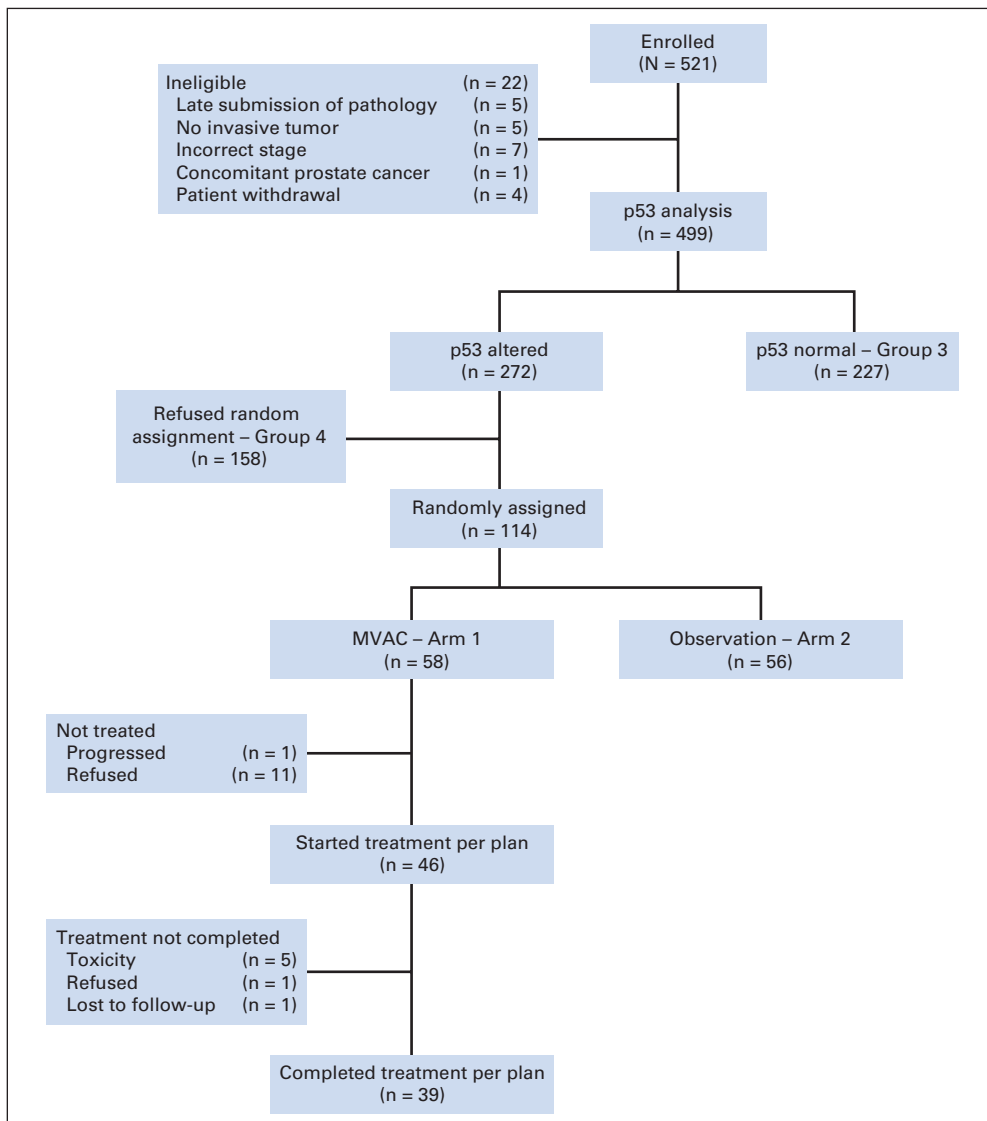 Enrolled
(N = 521)
Ineligible (n = 22)
Late submission of pathology (n = 5)
No invasive tumor (n = 5)
Incorrect stage (n = 7)
Concomitant prostate cancer (n = 1)
Patient withdrawal (n = 4)
p53 analysis
(n = 499)
p53 altered
(n = 272)
p53 normal – Group 3
(n = 227)
Refused random
assignment – Group 4
(n = 158)
Randomly assigned
(n = 114)
MVAC – Arm 1
(n = 58)
Observation – Arm 2
(n = 56)
Not treated
Progressed (n = 1)
Refused (n = 11)
Started treatment per plan
(n = 46)
Treatment not completed
Toxicity (n = 5)
Refused (n = 1)
Lost to follow-up (n = 1)
Completed treatment per plan
(n = 39)